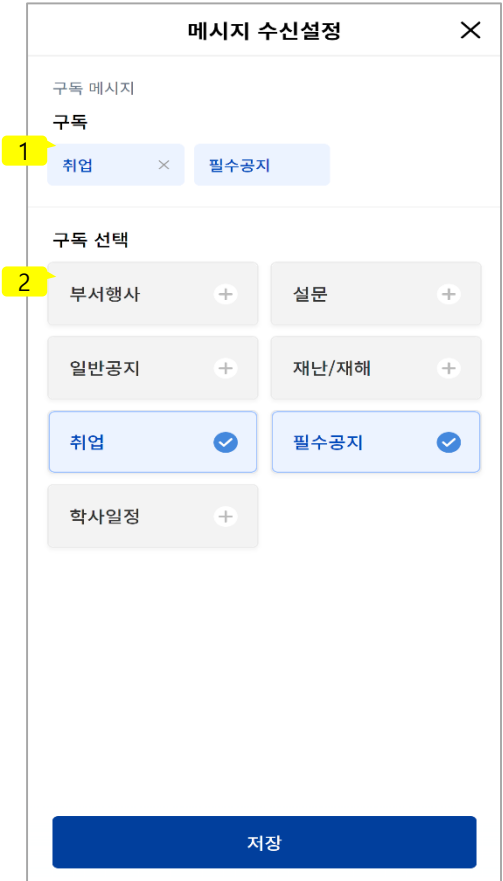 메시지 수신설정
구독 메시지
구독
1
취업 필수공지
구독 선택
2
부서행사 설문
일반공지 재난/재해
취업 필수공지
학사일정
저장